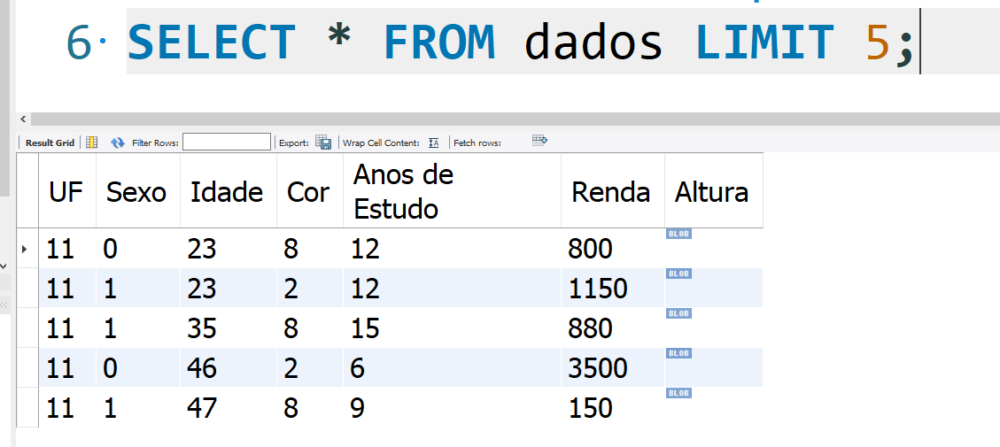 6 SELECT * FROM dados LIMIT 5;
Result Grid Filter Rows: Export: Wrap Cell Content: IA Fetch rows:
UF Sexo Idade Cor Anos de Estudo Renda Altura
11 0 23 8 12 800 BLOB
11 1 23 2 12 1150 BLOB
11 1 35 8 15 880 BLOB
11 0 46 2 6 3500 BLOB
11 1 47 8 9 150 BLOB